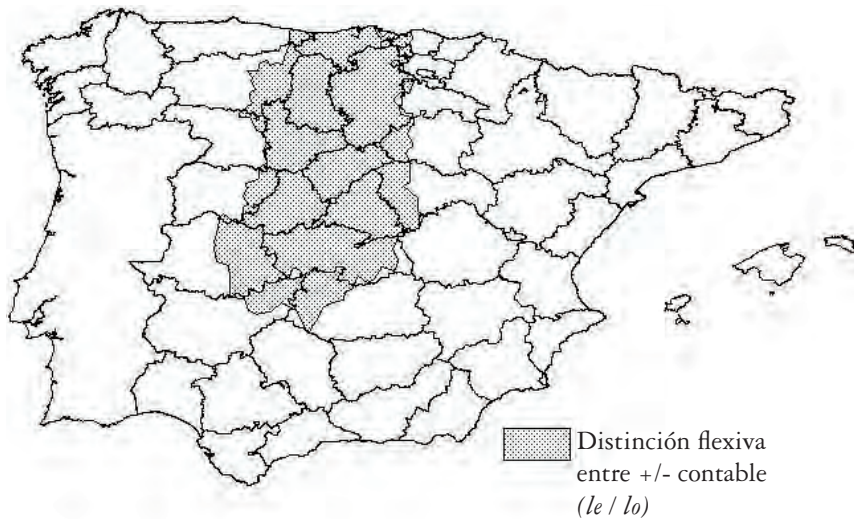 Distinción flexiva
entre +/- contable
(le / lo)